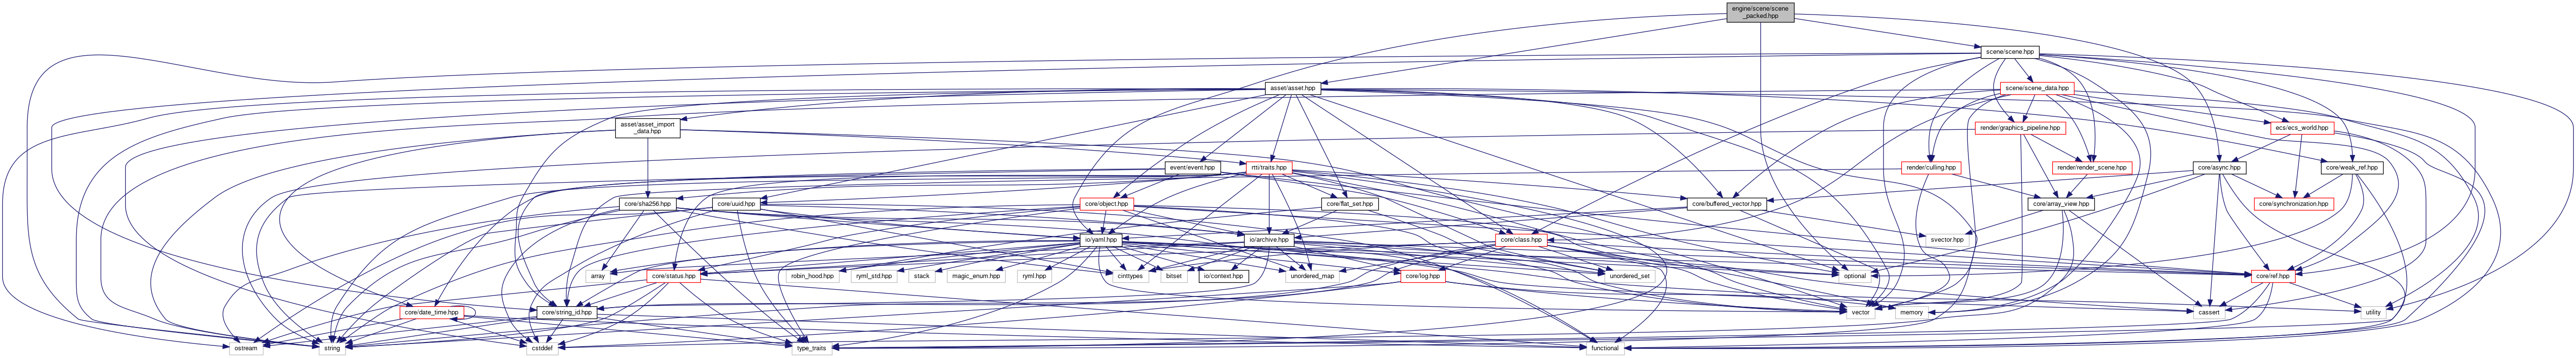 engine/scene/scene
_packed.hpp
scene/scene.hpp
asset/asset.hpp
scene/scene_data.hpp
asset/asset_import
_data.hpp
render/graphics_pipeline.hpp
ecs/ecs_world.hpp
event/event.hpp
rtti/traits.hpp
render/culling.hpp
render/render_scene.hpp
core/async.hpp
core/weak_ref.hpp
core/sha256.hpp
core/uuid.hpp
core/object.hpp
core/flat_set.hpp
core/buffered_vector.hpp
core/array_view.hpp
core/synchronization.hpp
io/yaml.hpp
io/archive.hpp
core/class.hpp
svector.hpp
array
core/status.hpp
robin_hood.hpp
ryml_std.hpp
stack
magic_enum.hpp
ryml.hpp
cinttypes
bitset
io/context.hpp
unordered_map
core/log.hpp
unordered_set
optional
core/ref.hpp
core/date_time.hpp
core/string_id.hpp
vector
memory
cassert
utility
ostream
string
cstddef
type_traits
functional